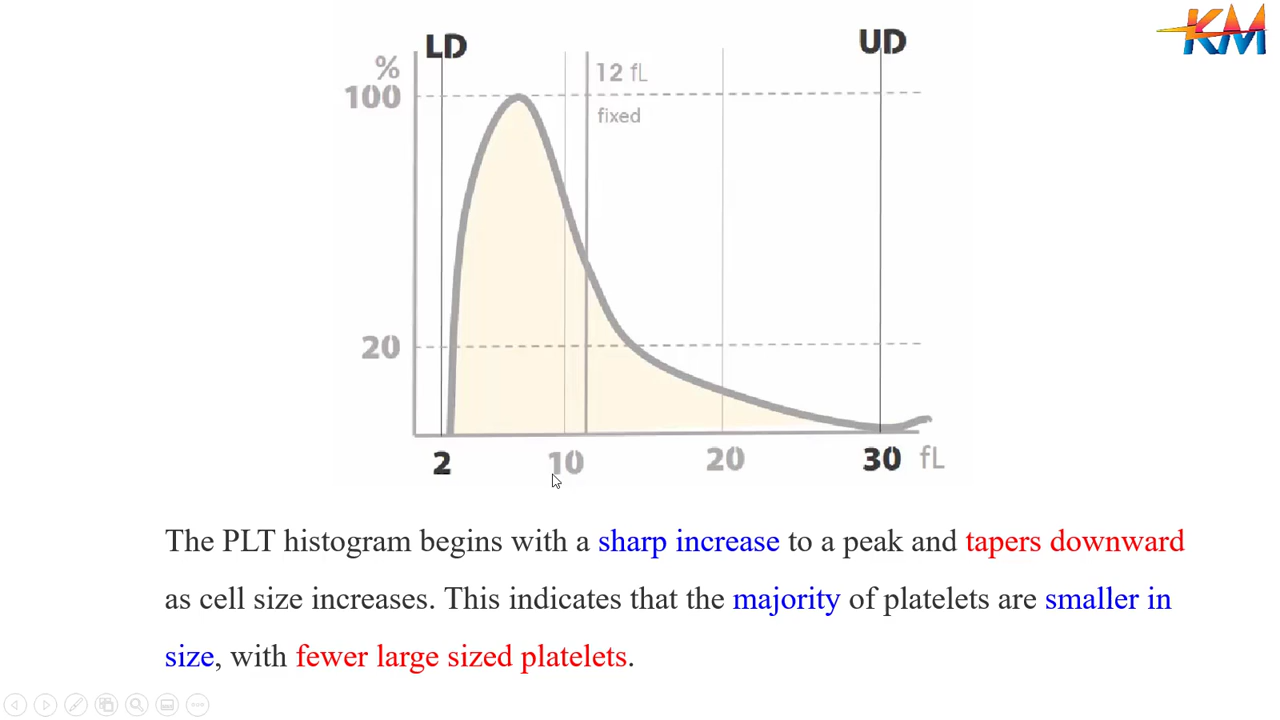 LD
UD
KM
%
12 fL
100
fixed
20
2
10
20
30
fL
The PLT histogram begins with a sharp increase to a peak and tapers downward
as cell size increases. This indicates that the majority of platelets are smaller in
size, with fewer large sized platelets.